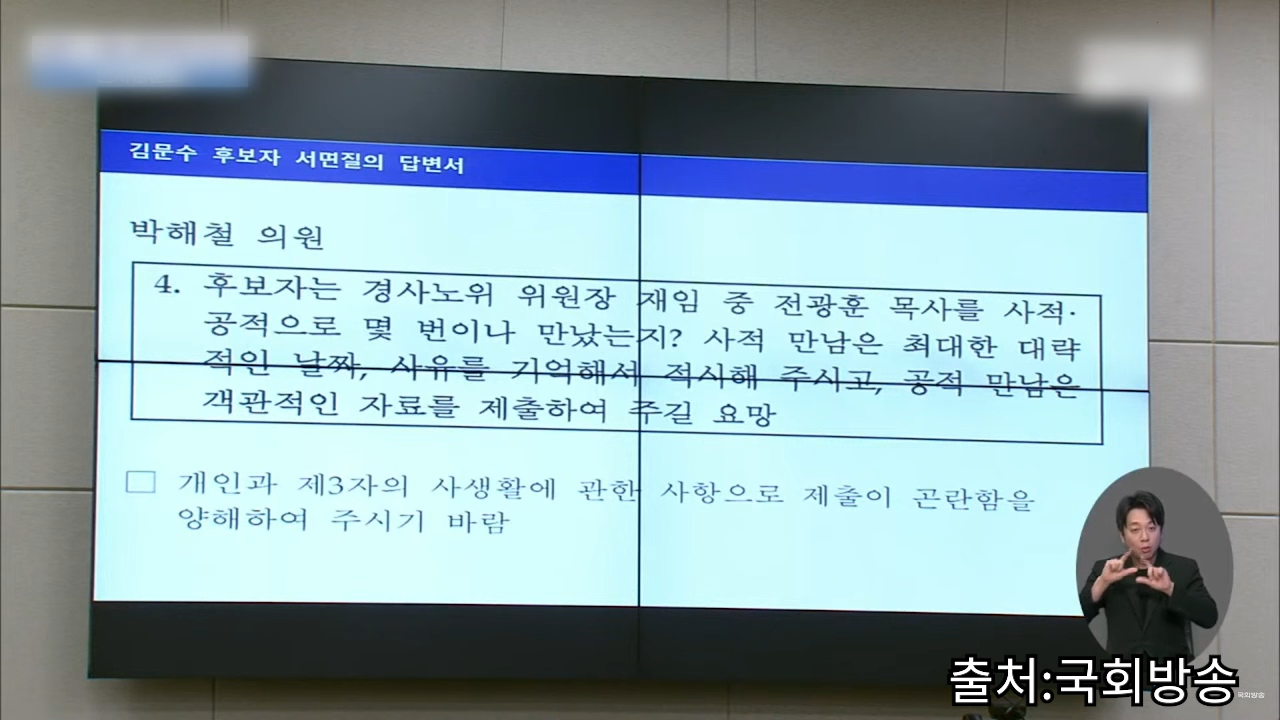 김문수 후보자 서면질의 답변서
박해철 의원
4. 후보자는 경사노위 위원장 재임 중 전광훈 목사를 사적·
공적으로 몇 번이나 만났는지? 사적 만남은 최대한 대략
적인 날짜, 사유를 기억해서 적시해 주시고, 공적 만남은
객관적인 자료를 제출하여 주길 요망
□ 개인과 제3자의 사생활에 관한 사항으로 제출이 곤란함을
양해하여 주시기 바람
출처:국회방송
국회방송